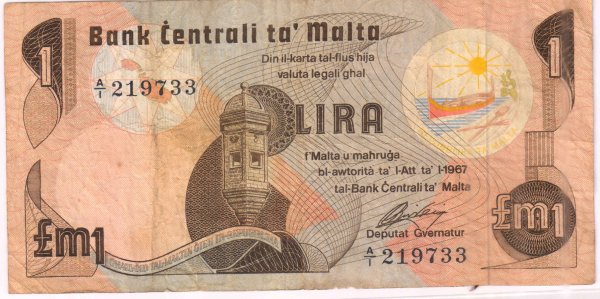 1
Bank Ċentrali ta' Malta
1
Din il-karta tal-flus hija
valuta legali għal
A/1 219733
LIRA
f'Malta u maħruġa
bl-awtorità ta' l-Att ta' l-1967
tal-Bank Ċentrali ta' Malta
Deputat Gvernatur
£m1
£m1
A/1 219733